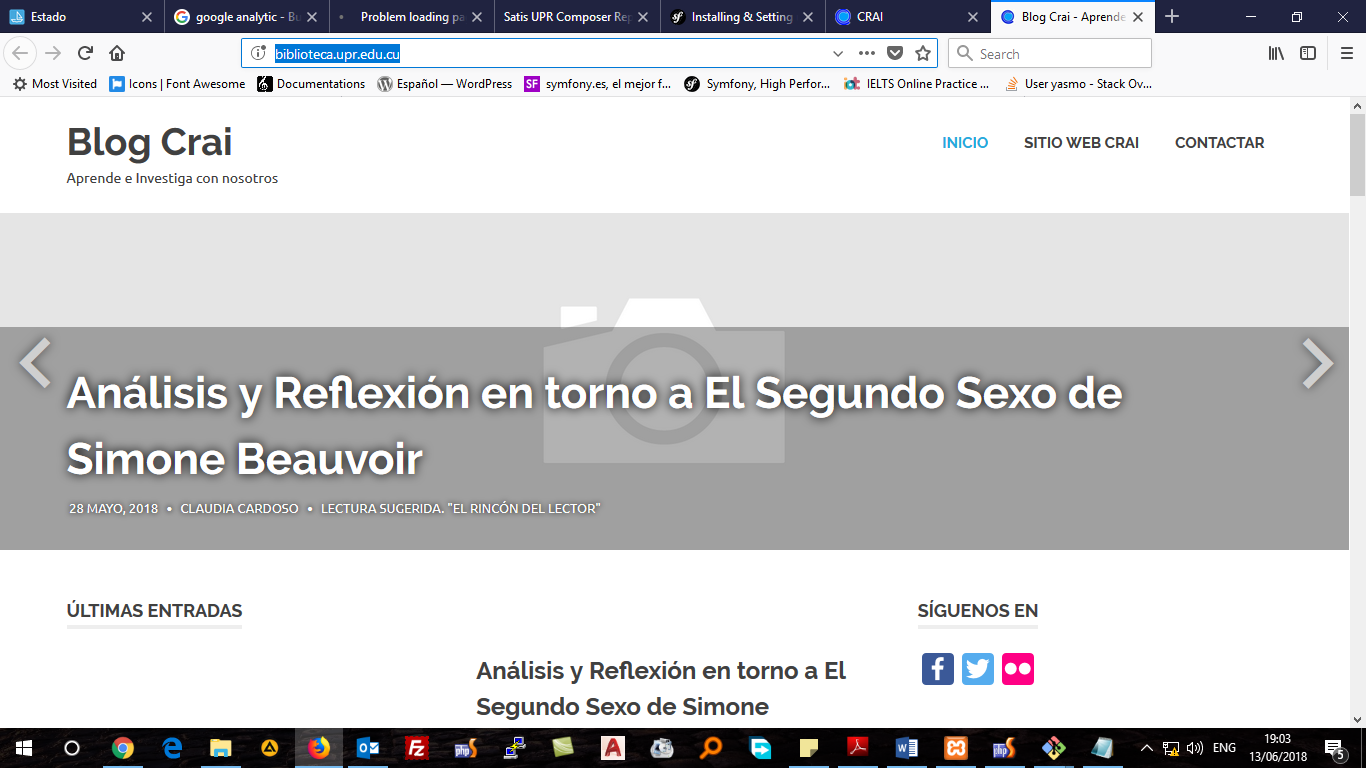 Estado
google analytic - Bu
Problem loading pa
Satis UPR Composer Rep
Installing & Setting
CRAI
Blog Crai - Aprende
biblioteca.upr.edu.cu
Search
Most Visited
Icons | Font Awesome
Documentations
Español — WordPress
symfony.es, el mejor f...
Symfony, High Perfor...
IELTS Online Practice ...
User yasmo - Stack Ov...
Blog Crai
Aprende e Investiga con nosotros
INICIO
SITIO WEB CRAI
CONTACTAR
Análisis y Reflexión en torno a El Segundo Sexo de
Simone Beauvoir
28 MAYO, 2018 • CLAUDIA CARDOSO • LECTURA SUGERIDA. "EL RINCÓN DEL LECTOR"
ÚLTIMAS ENTRADAS
SÍGUENOS EN
Análisis y Reflexión en torno a El
Segundo Sexo de Simone
ENG
19:03
13/06/2018
5